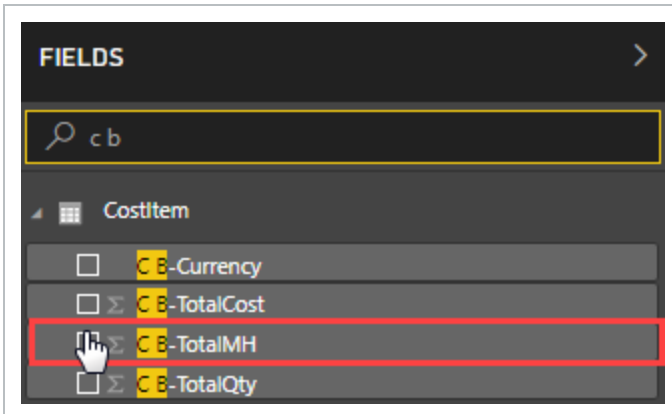 FIELDS
c b
CostItem
C B-Currency
Σ C B-TotalCost
Σ C B-TotalMH
Σ C B-TotalQty